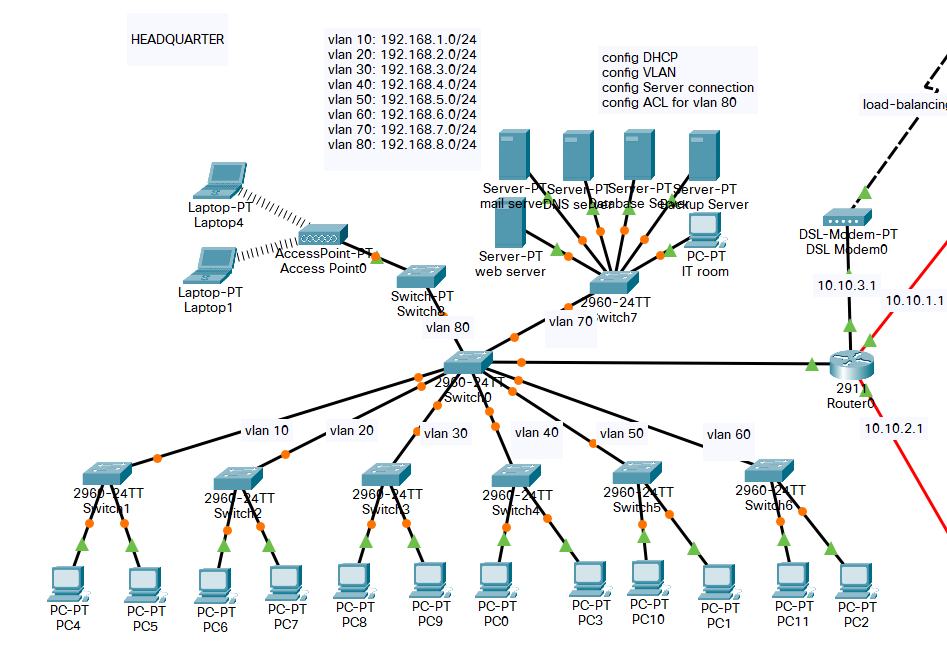 HEADQUARTER
vlan 10: 192.168.1.0/24
vlan 20: 192.168.2.0/24
vlan 30: 192.168.3.0/24
vlan 40: 192.168.4.0/24
vlan 50: 192.168.5.0/24
vlan 60: 192.168.6.0/24
vlan 70: 192.168.7.0/24
vlan 80: 192.168.8.0/24
config DHCP
config VLAN
config Server connection
config ACL for vlan 80
load-balancing
Server-PT
mail server
Server-PT
DNS server
Server-PT
Database Server
Server-PT
Backup Server
Laptop-PT
Laptop4
AccessPoint-PT
Access Point0
Server-PT
web server
PC-PT
IT room
DSL-Modem-PT
DSL Modem0
Laptop-PT
Laptop1
Switch-PT
Switch8
2960-24TT
Switch7
10.10.3.1
10.10.1.1
vlan 80
vlan 70
2960-24TT
Switch0
2911
Router0
10.10.2.1
vlan 10
vlan 20
vlan 30
vlan 40
vlan 50
vlan 60
2960-24TT
Switch1
2960-24TT
Switch2
2960-24TT
Switch3
2960-24TT
Switch4
2960-24TT
Switch5
2960-24TT
Switch6
PC-PT
PC4
PC-PT
PC5
PC-PT
PC6
PC-PT
PC7
PC-PT
PC8
PC-PT
PC9
PC-PT
PC0
PC-PT
PC3
PC-PT
PC10
PC-PT
PC1
PC-PT
PC11
PC-PT
PC2